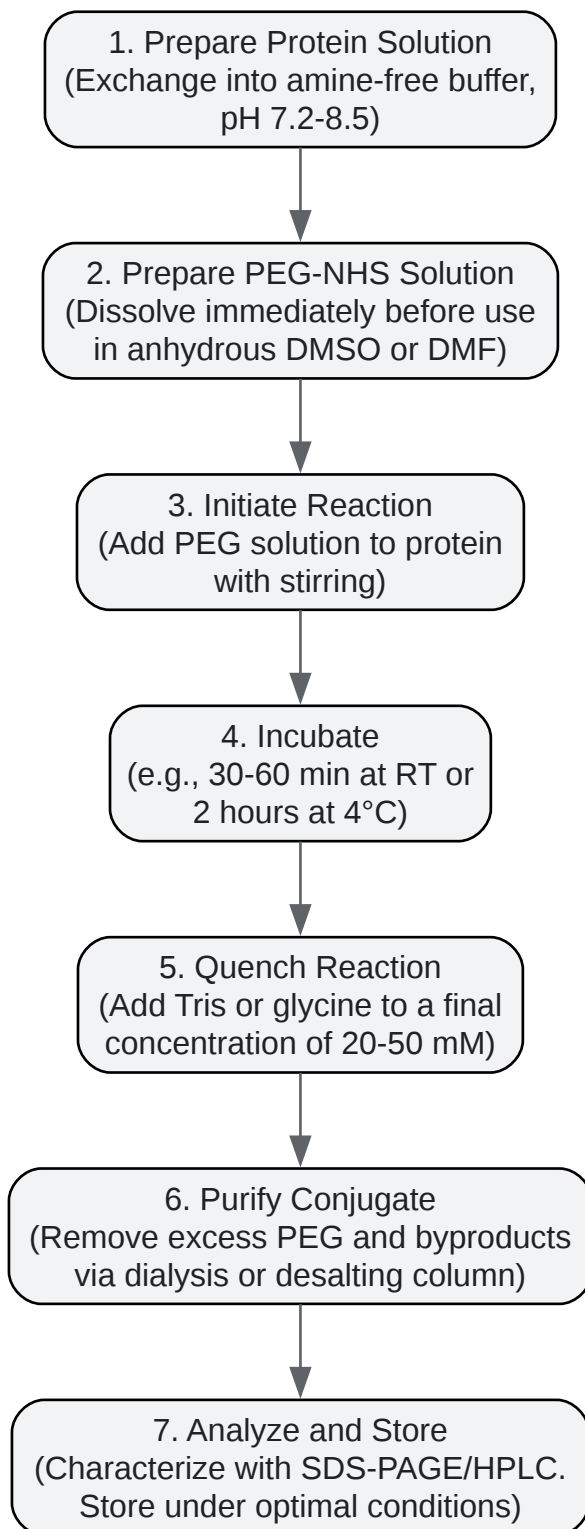 1. Prepare Protein Solution
(Exchange into amine-free buffer,
pH 7.2-8.5)
2. Prepare PEG-NHS Solution
(Dissolve immediately before use
in anhydrous DMSO or DMF)
3. Initiate Reaction
(Add PEG solution to protein
with stirring)
4. Incubate
(e.g., 30-60 min at RT or
2 hours at 4°C)
5. Quench Reaction
(Add Tris or glycine to a final
concentration of 20-50 mM)
6. Purify Conjugate
(Remove excess PEG and byproducts
via dialysis or desalting column)
7. Analyze and Store
(Characterize with SDS-PAGE/HPLC.
Store under optimal conditions)